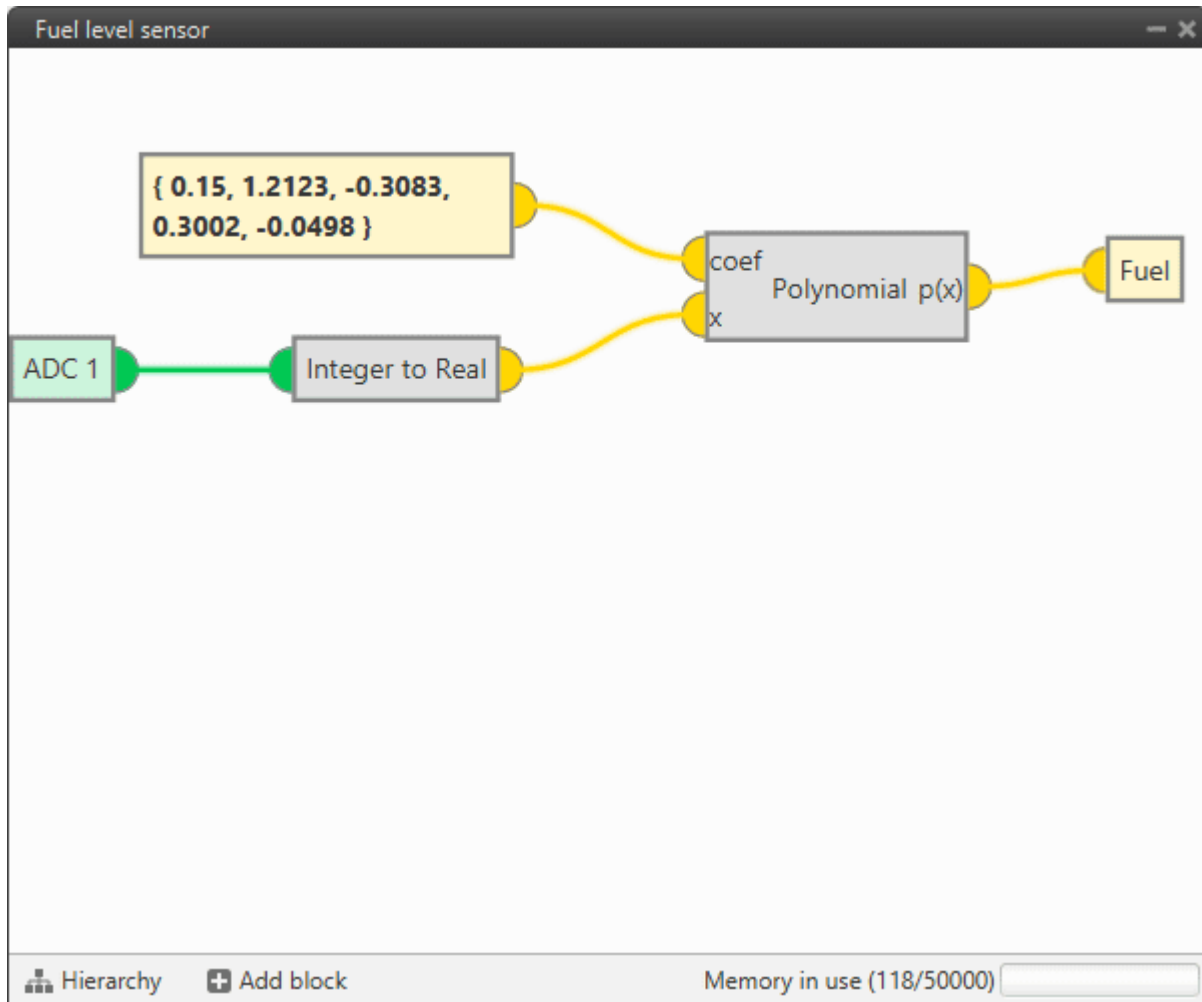 Fuel level sensor
{ 0.15, 1.2123, -0.3083,
0.3002, -0.0498 }
coef
Polynomial p(x)
x
Fuel
ADC 1
Integer to Real
Hierarchy
Add block
Memory in use (118/50000)